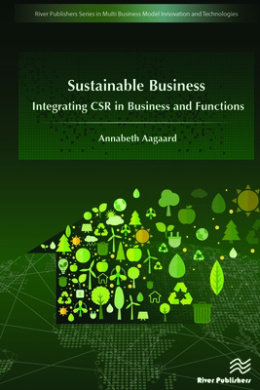 River Publishers Series in Multi Business Model Innovation and Technologies
Sustainable Business
Integrating CSR in Business and Functions
Annabeth Aagaard
River Publishers